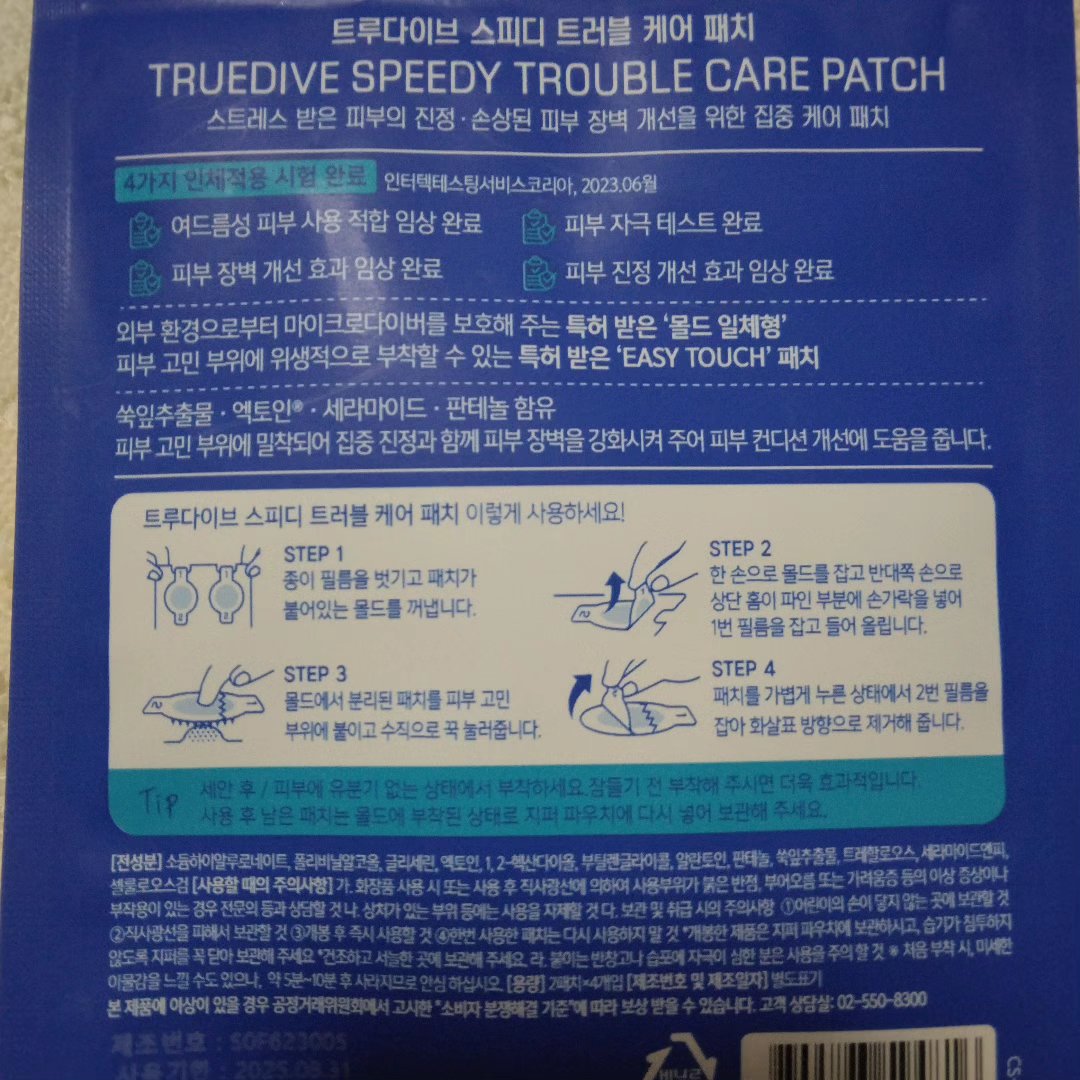 트루다이브 스피디 트러블 케어 패치
TRUEDIVE SPEEDY TROUBLE CARE PATCH
스트레스 받은 피부의 진정 · 손상된 피부 장벽 개선을 위한 집중 케어 패치
4가지 인체적용 시험 완료 인터텍테스팅서비스코리아, 2023.06월
여드름성 피부 사용 적합 임상 완료 피부 자극 테스트 완료
피부 장벽 개선 효과 임상 완료 피부 진정 개선 효과 임상 완료
외부 환경으로부터 마이크로다이버를 보호해 주는 특허 받은 ‘몰드 일체형’
피부 고민 부위에 위생적으로 부착할 수 있는 특허 받은 ‘EASY TOUCH’ 패치
쑥잎추출물 · 엑토인® · 세라마이드 · 판테놀 함유
피부 고민 부위에 밀착되어 집중 진정과 함께 피부 장벽을 강화시켜 주어 피부 컨디션 개선에 도움을 줍니다.
트루다이브 스피디 트러블 케어 패치 이렇게 사용하세요!
STEP 1
종이 필름을 벗기고 패치가
붙어있는 몰드를 꺼냅니다.
STEP 2
한 손으로 몰드를 잡고 반대쪽 손으로
상단 홈이 파인 부분에 손가락을 넣어
1번 필름을 잡고 들어 올립니다.
STEP 3
몰드에서 분리된 패치를 피부 고민
부위에 붙이고 수직으로 꾹 눌러줍니다.
STEP 4
패치를 가볍게 누른 상태에서 2번 필름을
잡아 화살표 방향으로 제거해 줍니다.
Tip
세안 후 / 피부에 유분기 없는 상태에서 부착하세요. 잠들기 전 부착해 주시면 더욱 효과적입니다.
사용 후 남은 패치는 몰드에 부착된 상태로 지퍼 파우치에 다시 넣어 보관해 주세요.
[전성분] 소듐하이알루로네이트, 폴리비닐알코올, 글리세린, 엑토인, 1, 2-헥산다이올, 부틸렌글라이콜, 알란토인, 판테놀, 쑥잎추출물, 트레할로오스, 세라마이드엔피,
셀룰로오스검 [사용할 때의 주의사항] 가. 화장품 사용 시 또는 사용 후 직사광선에 의하여 사용부위가 붉은 반점, 부어오름 또는 가려움증 등의 이상 증상이나
부작용이 있는 경우 전문의 등과 상담할 것 나. 상처가 있는 부위 등에는 사용을 자제할 것 다. 보관 및 취급 시의 주의사항 ①어린이의 손이 닿지 않는 곳에 보관할 것
②직사광선을 피해서 보관할 것 ③개봉 후 즉시 사용할 것 ④한번 사용한 패치는 다시 사용하지 말 것 *개봉한 제품은 지퍼 파우치에 보관하시고, 습기가 침투하지
않도록 지퍼를 꼭 닫아 보관해 주세요 *건조하고 서늘한 곳에 보관해 주세요. 라. 붙이는 반창고나 습포에 자극이 심한 분은 사용을 주의 할 것 * 처음 부착 시, 미세한
이물감을 느낄 수도 있으나, 약 5분~10분 후 사라지므로 안심 하십시오. [용량] 2패치×4개입 [제조번호 및 제조일자] 별도표기
본 제품에 이상이 있을 경우 공정거래위원회에서 고시한 "소비자 분쟁해결 기준"에 따라 보상 받을 수 있습니다. 고객 상담실: 02-550-8300
제조번호 : SOF623005
사용기한 : 2025.08.31
비닐류
CS